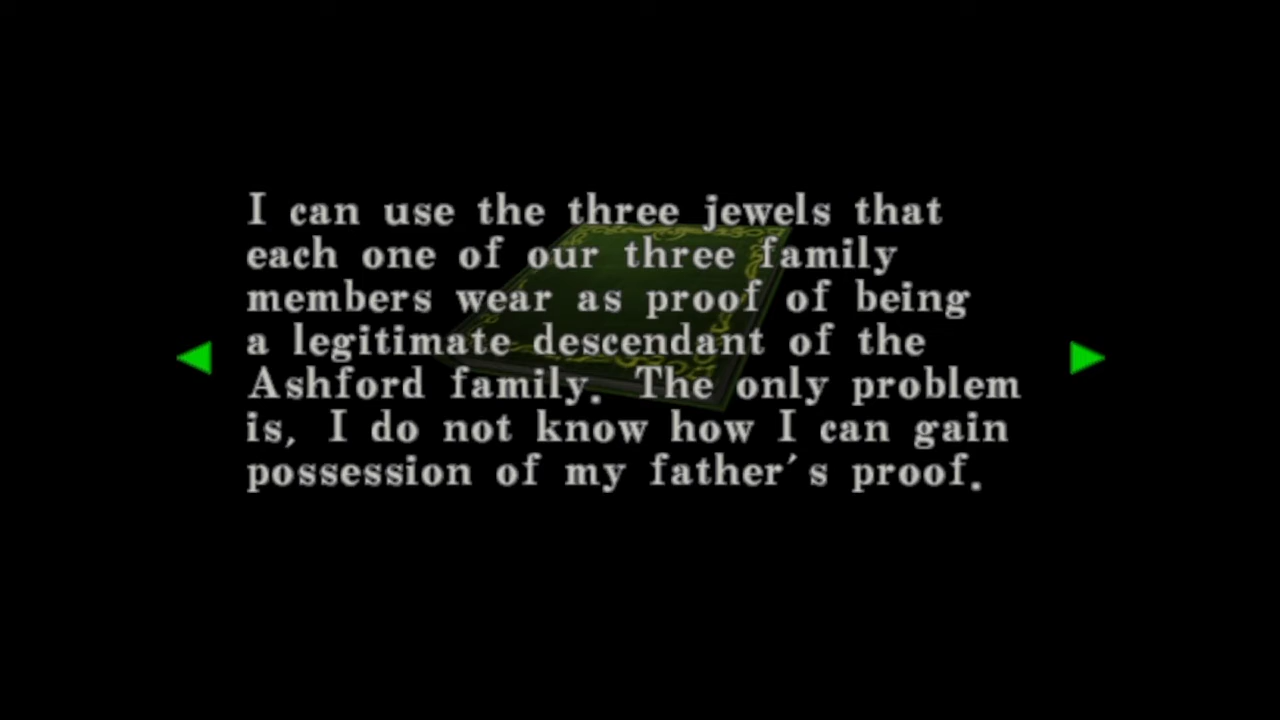 I can use the three jewels that
each one of our three family
members wear as proof of being
a legitimate descendant of the
Ashford family. The only problem
is, I do not know how I can gain
possession of my father's proof.